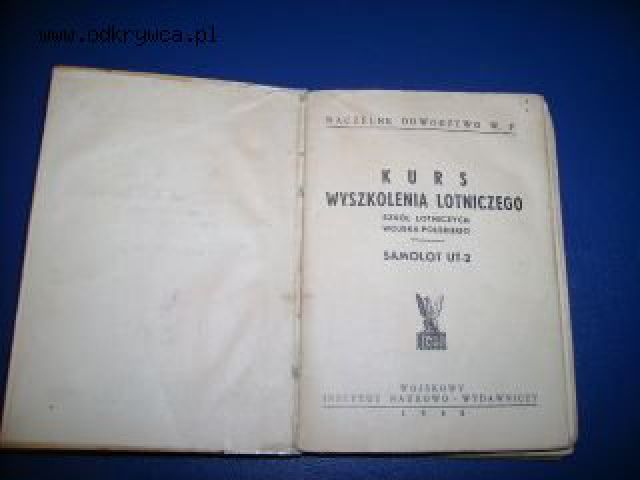 www.odkrywca.pl
NACZELNE DOWÓDZTWO W. P.
KURS
WYSZKOLENIA LOTNICZEGO
SZKÓŁ LOTNICZYCH
WOJSKA POLSKIEGO
SAMOLOT UT-2
WOJSKOWY
INSTYTUT NAUKOWO-WYDAWNICZY